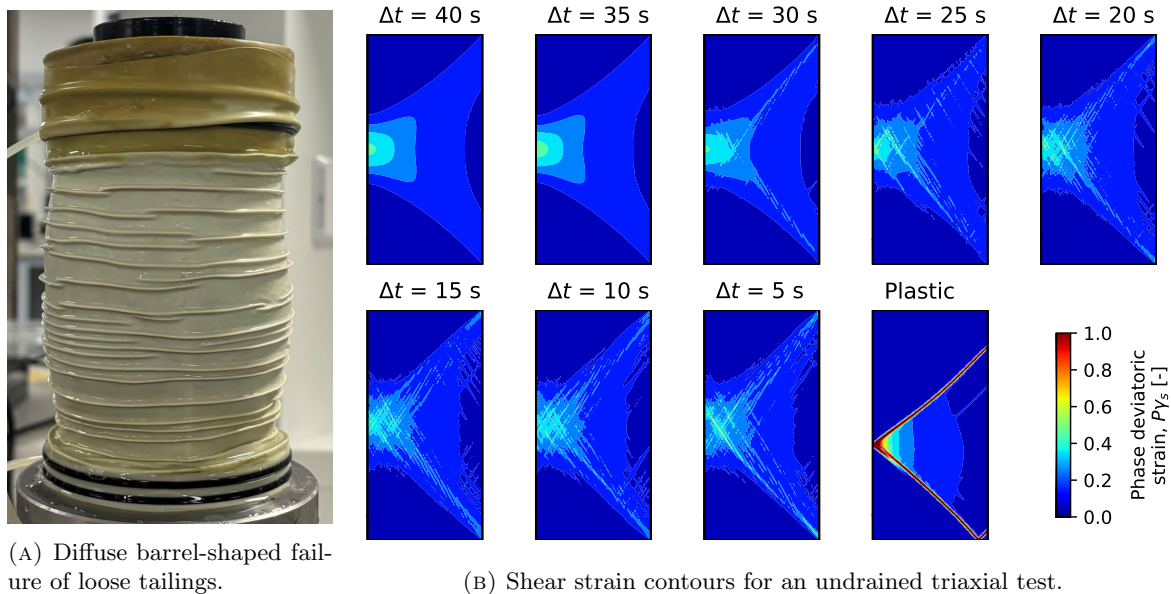 Δt = 40 s
Δt = 35 s
Δt = 30 s
Δt = 25 s
Δt = 20 s
Δt = 15 s
Δt = 10 s
Δt = 5 s
Plastic
1.0
0.8
0.6
0.4
0.2
0.0
Phase deviatoric
strain, Pγₛ [-]
(A) Diffuse barrel-shaped fail-
ure of loose tailings.
(B) Shear strain contours for an undrained triaxial test.